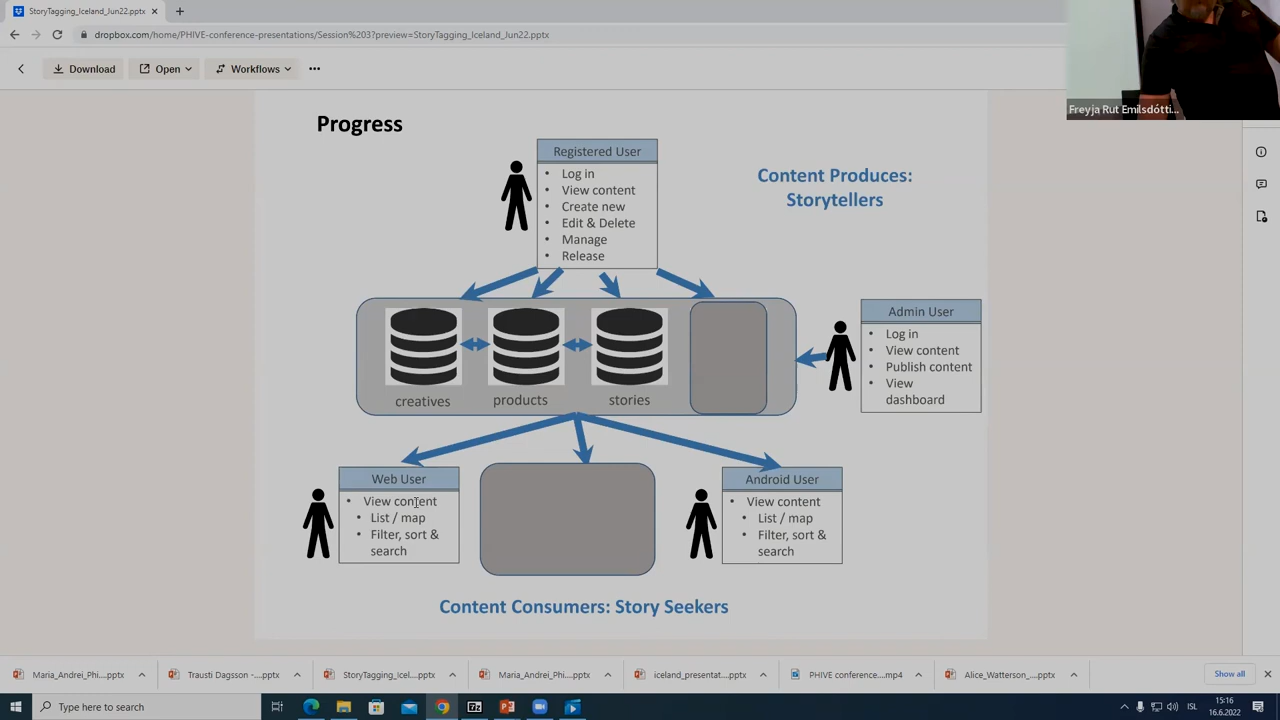 StoryTagging_Iceland_Jun22.pptx
dropbox.com/home/PHIVE-conference-presentations/Session%203?preview=StoryTagging_Iceland_Jun22.pptx
Download
Open
Workflows
Freyja Rut Emilsdótti...
Progress
Registered User
• Log in
• View content
• Create new
• Edit & Delete
• Manage
• Release
Content Produces:
Storytellers
creatives
products
stories
Admin User
• Log in
• View content
• Publish content
• View
dashboard
Web User
• View content
• List / map
• Filter, sort &
search
Android User
• View content
• List / map
• Filter, sort &
search
Content Consumers: Story Seekers
Maria_Andrei_Phi....pptx
Trausti Dagsson -....pptx
StoryTagging_Icel....pptx
Maria_Andrei_Phi....pptx
iceland_presentat....pptx
PHIVE conference....mp4
Alice_Watterson_....pptx
Show all
Type here to search
ISL
15:16
16.6.2022